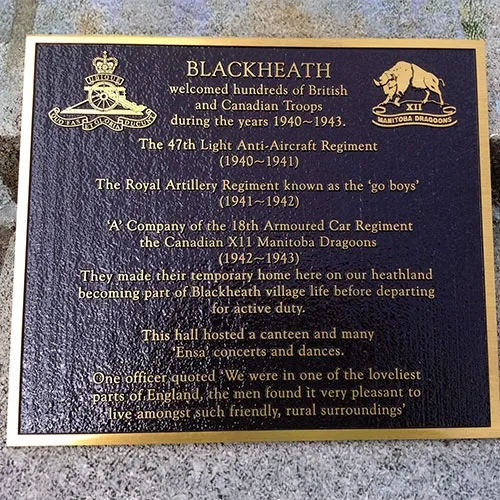 BLACKHEATH
welcomed hundreds of British
and Canadian Troops
during the years 1940~1943.
UBIQUE
QUO FAS ET GLORIA DUCUNT
XII
MANITOBA DRAGOONS
The 47th Light Anti-Aircraft Regiment
(1940~1941)
The Royal Artillery Regiment known as the 'go boys'
(1941~1942)
'A' Company of the 18th Armoured Car Regiment
the Canadian X11 Manitoba Dragoons
(1942~1943)
They made their temporary home here on our heathland
becoming part of Blackheath village life before departing
for active duty.
This hall hosted a canteen and many
'Ensa' concerts and dances.
One officer quoted 'We were in one of the loveliest
parts of England, the men found it very pleasant to
live amongst such friendly, rural surroundings'